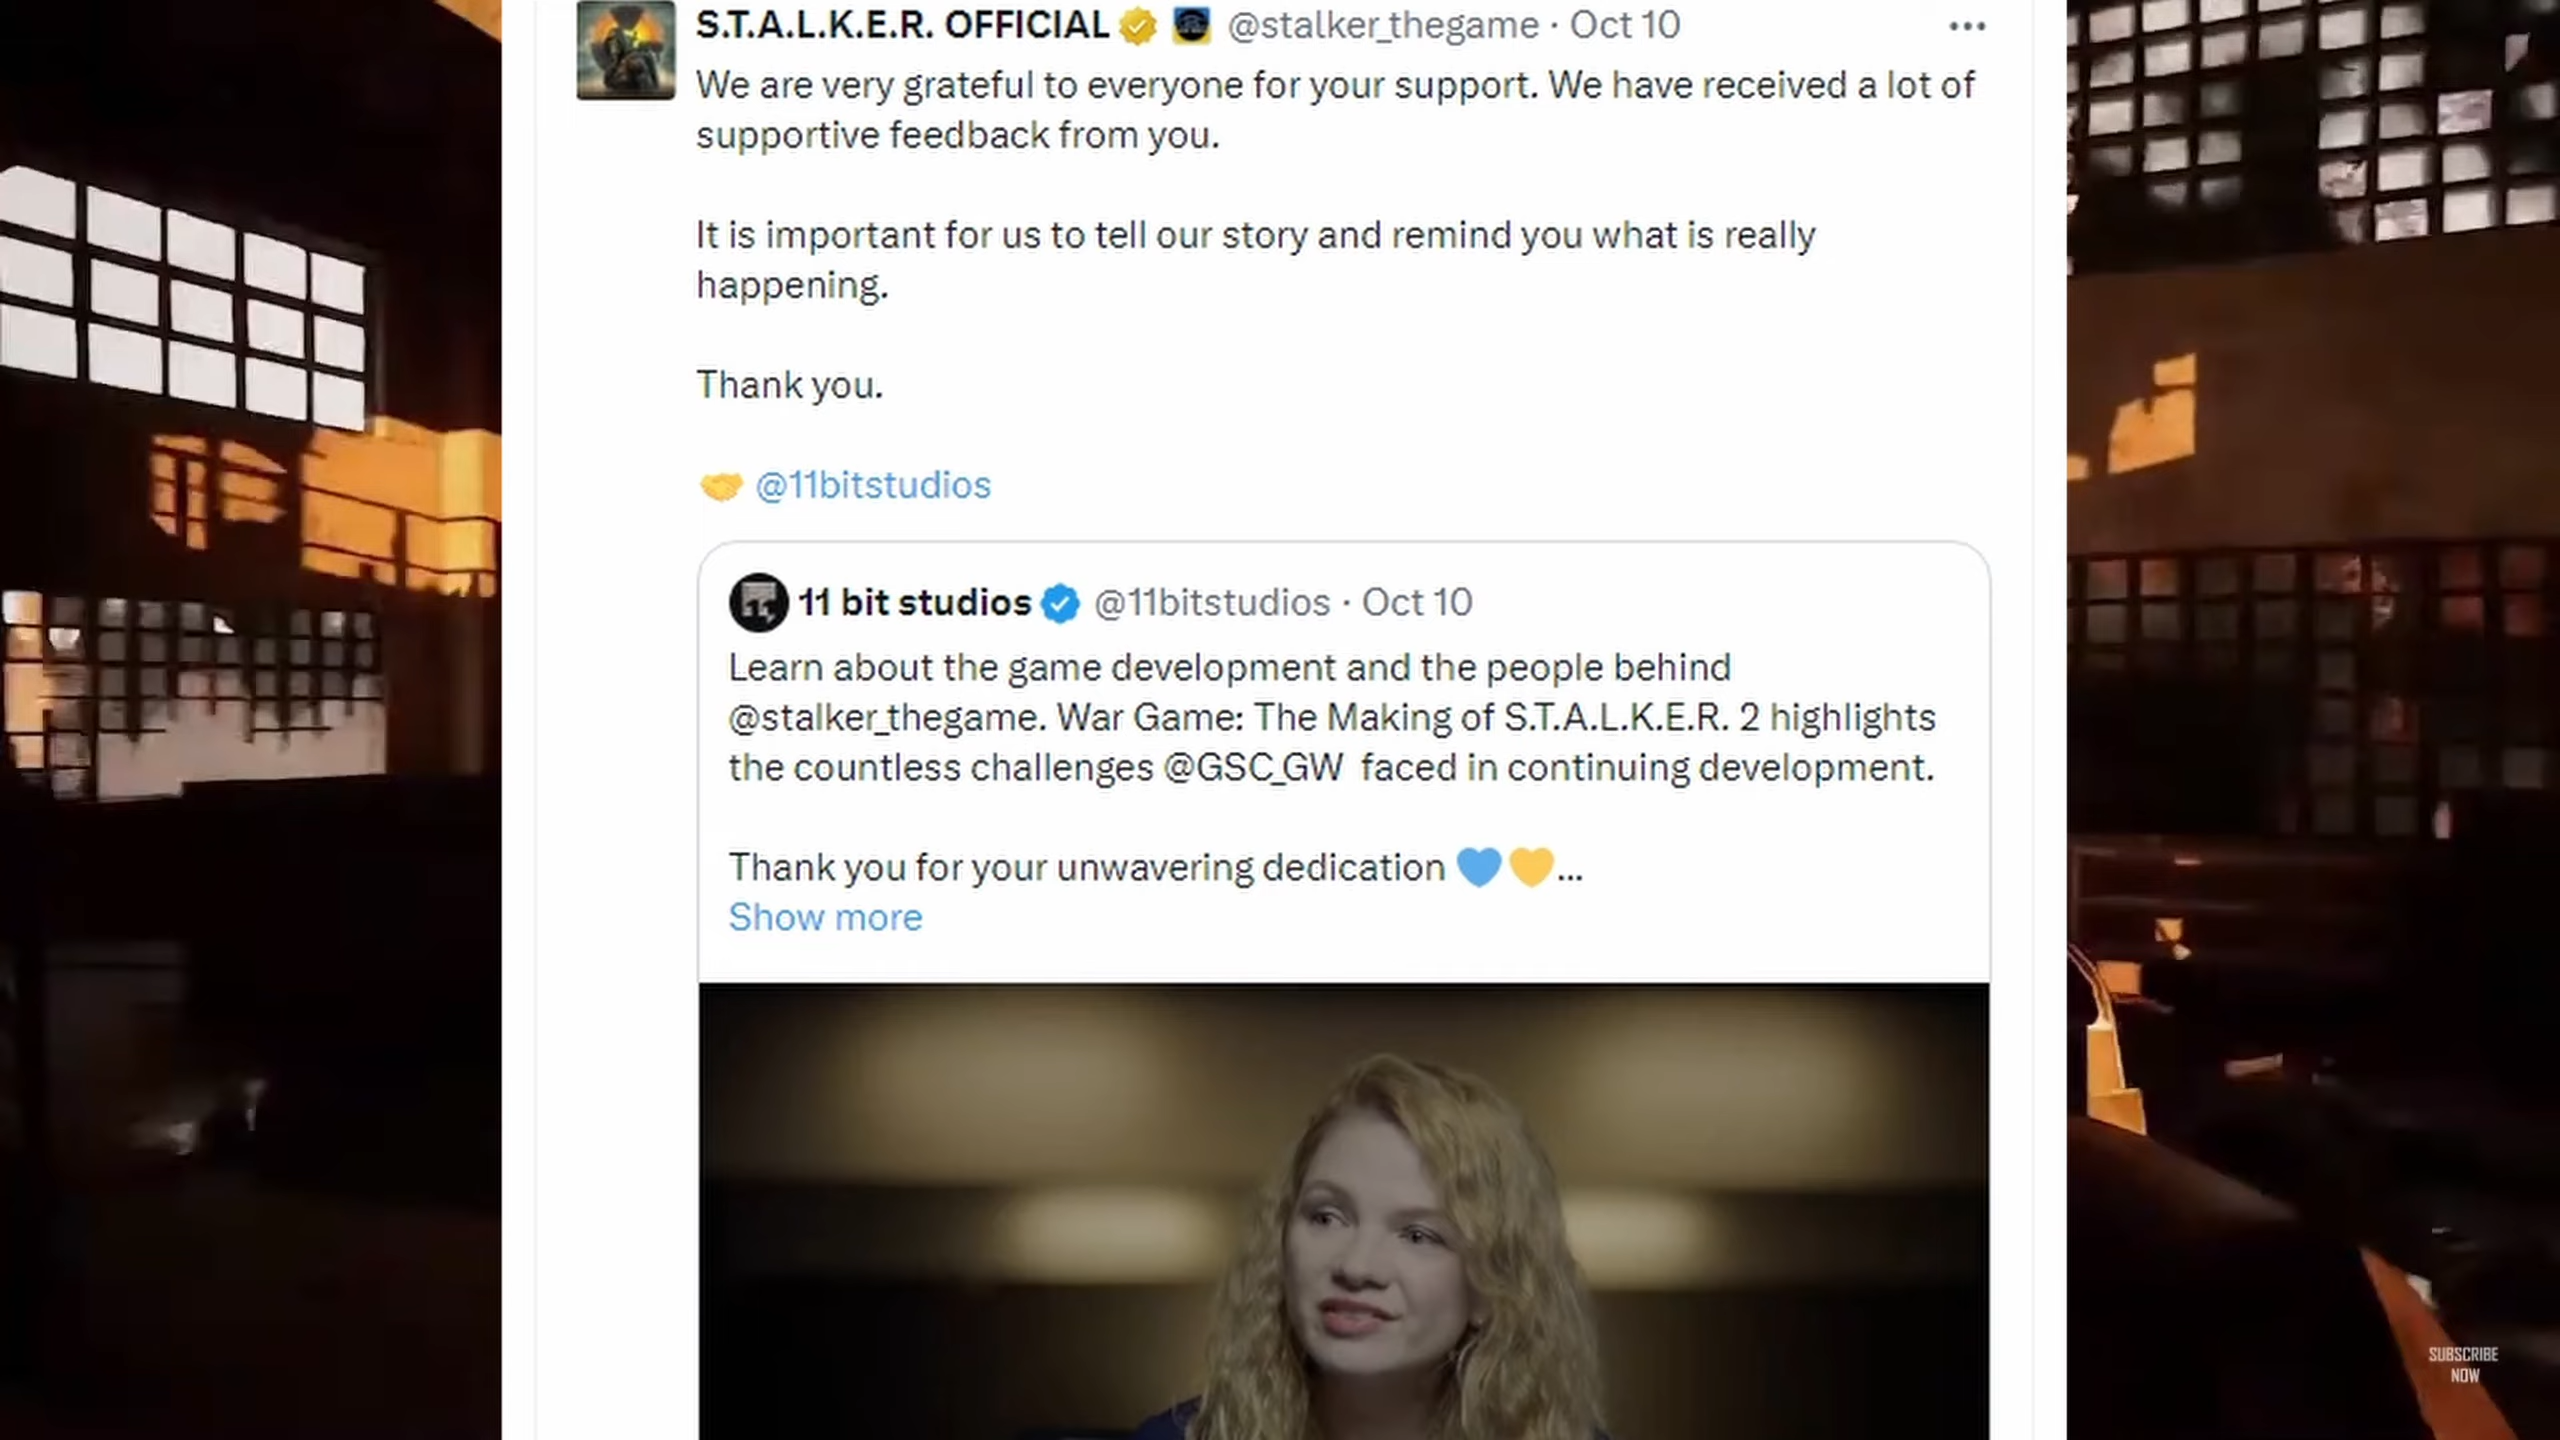 S.T.A.L.K.E.R. OFFICIAL @stalker_thegame · Oct 10
We are very grateful to everyone for your support. We have received a lot of
supportive feedback from you.
It is important for us to tell our story and remind you what is really
happening.
Thank you.
🤝 @11bitstudios
11 bit studios @11bitstudios · Oct 10
Learn about the game development and the people behind
@stalker_thegame. War Game: The Making of S.T.A.L.K.E.R. 2 highlights
the countless challenges @GSC_GW faced in continuing development.
Thank you for your unwavering dedication 💙💛...
Show more
SUBSCRIBE
NOW